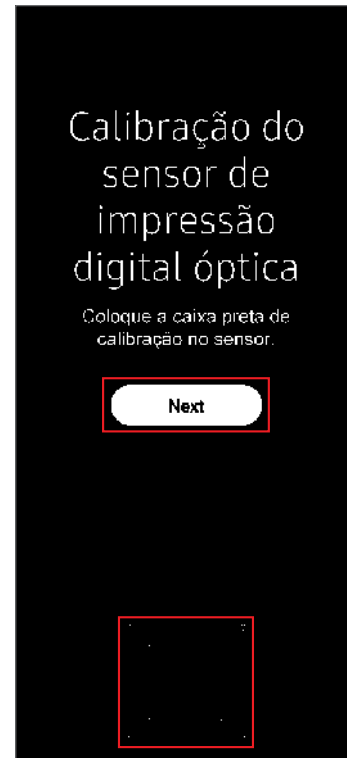 Calibração do
sensor de
impressão
digital óptica
Coloque a caixa preta de
calibração no sensor.
Next